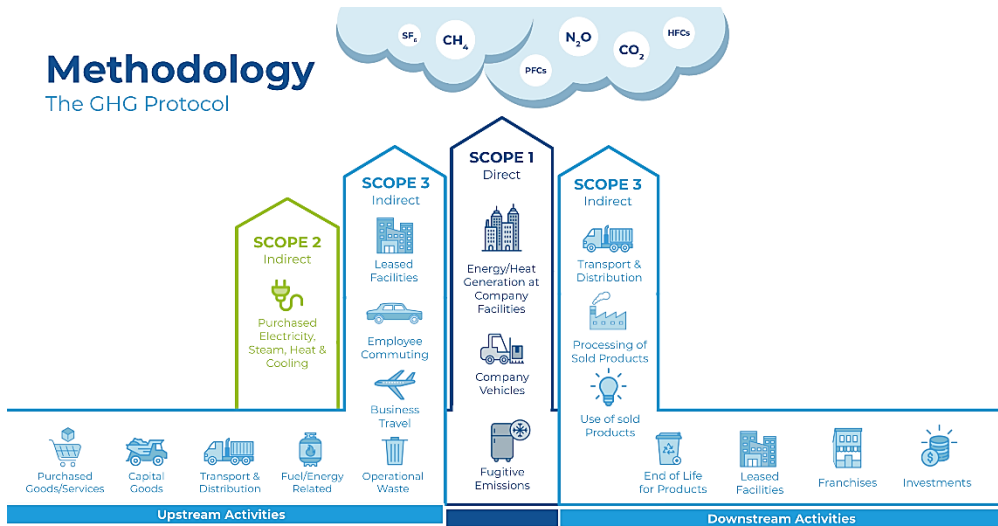 Methodology
The GHG Protocol
SF6
CH4
N2O
CO2
HFCs
PFCs
SCOPE 2
Indirect
Purchased
Electricity,
Steam, Heat &
Cooling
SCOPE 3
Indirect
Leased
Facilities
Employee
Commuting
Business
Travel
Operational
Waste
SCOPE 1
Direct
Energy/Heat
Generation at
Company
Facilities
Company
Vehicles
Fugitive
Emissions
SCOPE 3
Indirect
Transport &
Distribution
Processing of
Sold Products
Use of sold
Products
Purchased
Goods/Services
Capital
Goods
Transport &
Distribution
Fuel/Energy
Related
End of Life
for Products
Leased
Facilities
Franchises
Investments
Upstream Activities
Downstream Activities